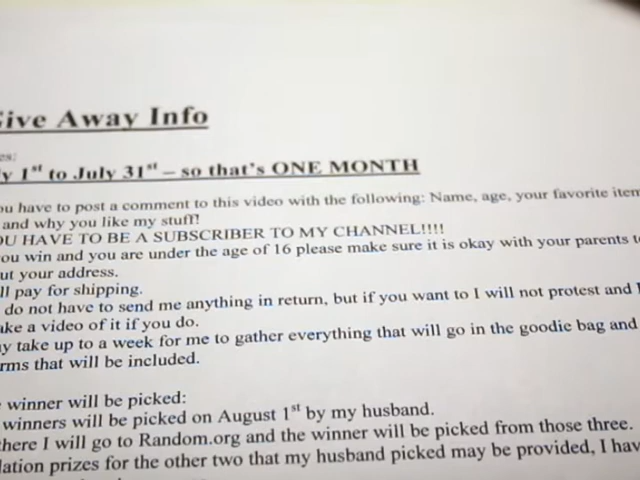 ive Away Info
es:
y 1st to July 31st – so that's ONE MONTH
ou have to post a comment to this video with the following: Name, age, your favorite item
and why you like my stuff!
OU HAVE TO BE A SUBSCRIBER TO MY CHANNEL!!!!
you win and you are under the age of 16 please make sure it is okay with your parents t
ut your address.
ll pay for shipping.
do not have to send me anything in return, but if you want to I will not protest and I
ake a video of it if you do.
ay take up to a week for me to gather everything that will go in the goodie bag and
rms that will be included.
winner will be picked:
winners will be picked on August 1st by my husband.
there I will go to Random.org and the winner will be picked from those three.
lation prizes for the other two that my husband picked may be provided, I hav